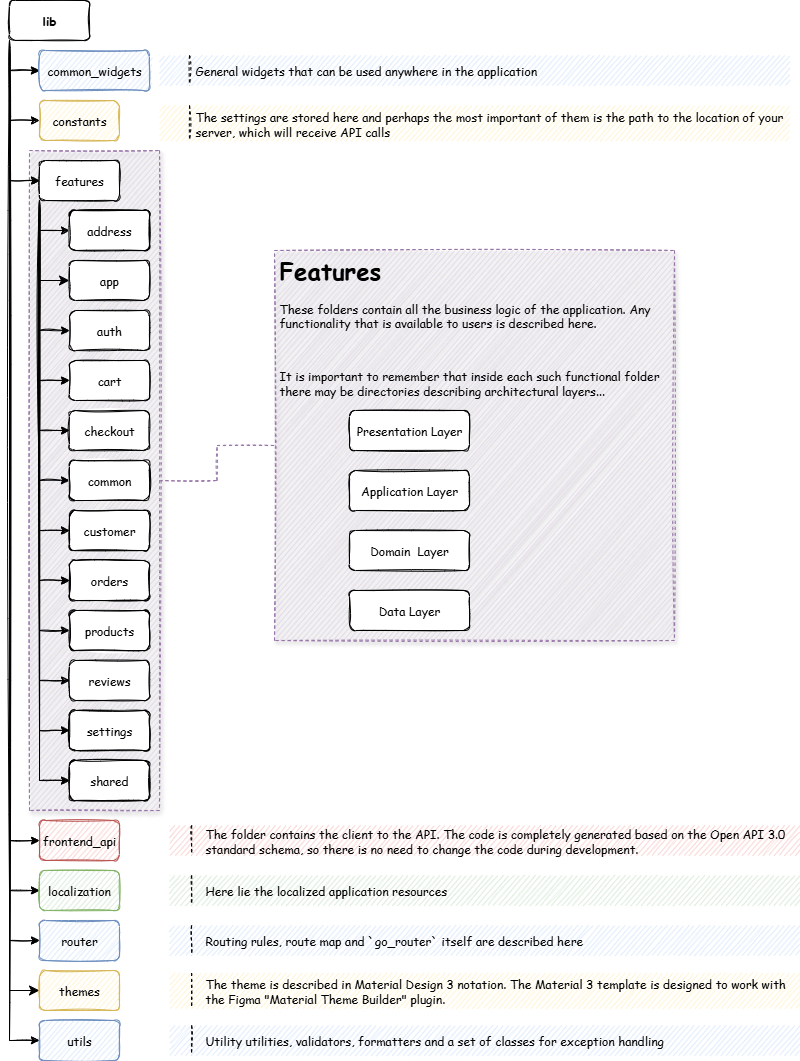 lib
common_widgets
General widgets that can be used anywhere in the application
constants
The settings are stored here and perhaps the most important of them is the path to the location of your
server, which will receive API calls
features
address
app
auth
cart
checkout
common
customer
orders
products
reviews
settings
shared
Features
These folders contain all the business logic of the application. Any
functionality that is available to users is described here.
It is important to remember that inside each such functional folder
there may be directories describing architectural layers...
Presentation Layer
Application Layer
Domain  Layer
Data Layer
frontend_api
The folder contains the client to the API. The code is completely generated based on the Open API 3.0
standard schema, so there is no need to change the code during development.
localization
Here lie the localized application resources
router
Routing rules, route map and `go_router` itself are described here
themes
The theme is described in Material Design 3 notation. The Material 3 template is designed to work with
the Figma "Material Theme Builder" plugin.
utils
Utility utilities, validators, formatters and a set of classes for exception handling